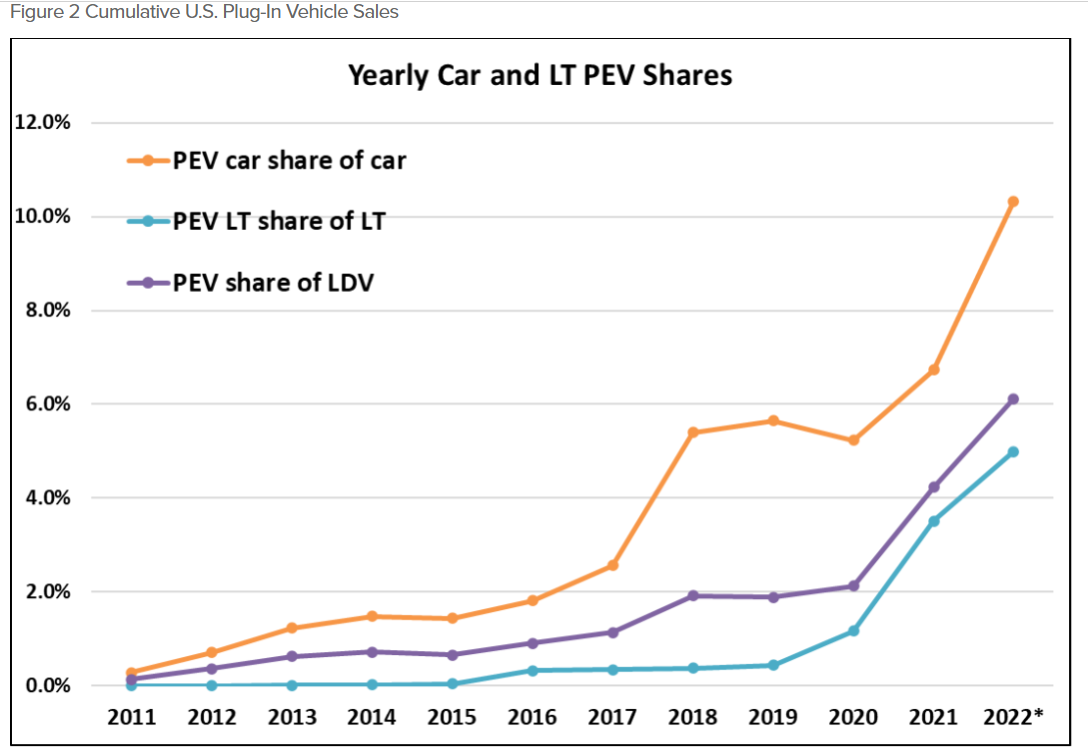 Figure 2 Cumulative U.S. Plug-In Vehicle Sales
Yearly Car and LT PEV Shares
12.0%
PEV car share of car
10.0%
PEV LT share of LT
PEV share of LDV
8.0%
6.0%
4.0%
2.0%
0.0%
2011 2012 2013 2014 2015 2016 2017 2018 2019 2020 2021 2022*